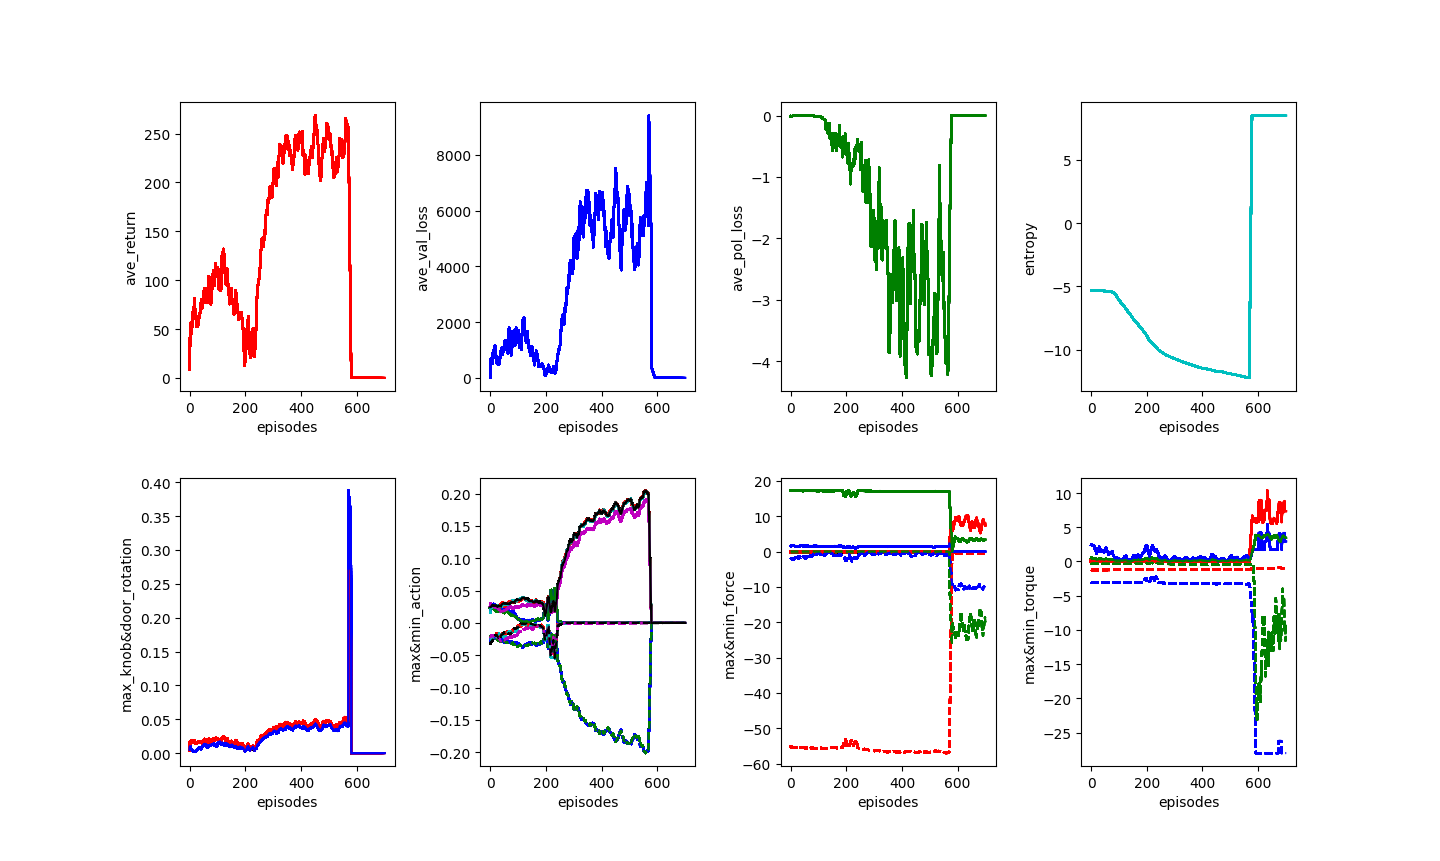 ave_return
250
200
150
100
50
0
0 200 400 600
episodes
ave_val_loss
8000
6000
4000
2000
0
0 200 400 600
episodes
ave_pol_loss
0
−1
−2
−3
−4
0 200 400 600
episodes
entropy
5
0
−5
−10
0 200 400 600
episodes
max_knob&door_rotation
0.40
0.35
0.30
0.25
0.20
0.15
0.10
0.05
0.00
0 200 400 600
episodes
max&min_action
0.20
0.15
0.10
0.05
0.00
−0.05
−0.10
−0.15
−0.20
0 200 400 600
episodes
max&min_force
20
10
0
−10
−20
−30
−40
−50
−60
0 200 400 600
episodes
max&min_torque
10
5
0
−5
−10
−15
−20
−25
0 200 400 600
episodes